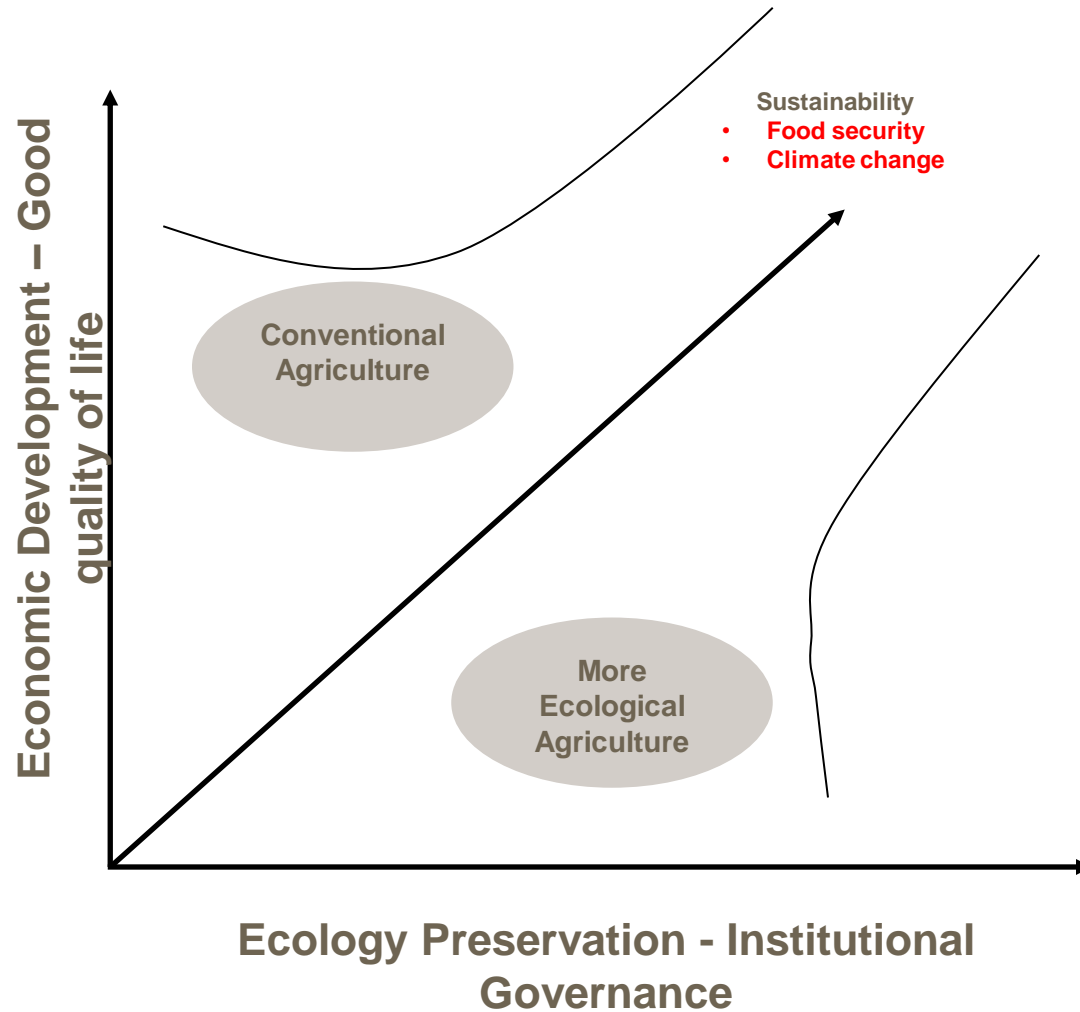 Economic Development – Good
quality of life
Sustainability
• Food security
• Climate change
Conventional
Agriculture
More
Ecological
Agriculture
Ecology Preservation - Institutional
Governance